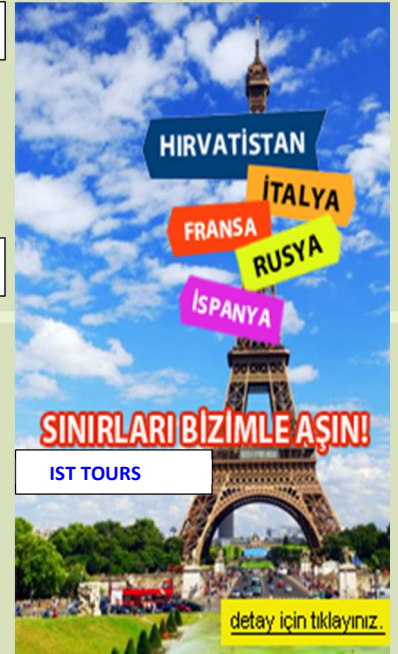 HIRVATİSTAN
İTALYA
FRANSA
RUSYA
İSPANYA
SINIRLARI BİZİMLE AŞIN!
IST TOURS
detay için tıklayınız.